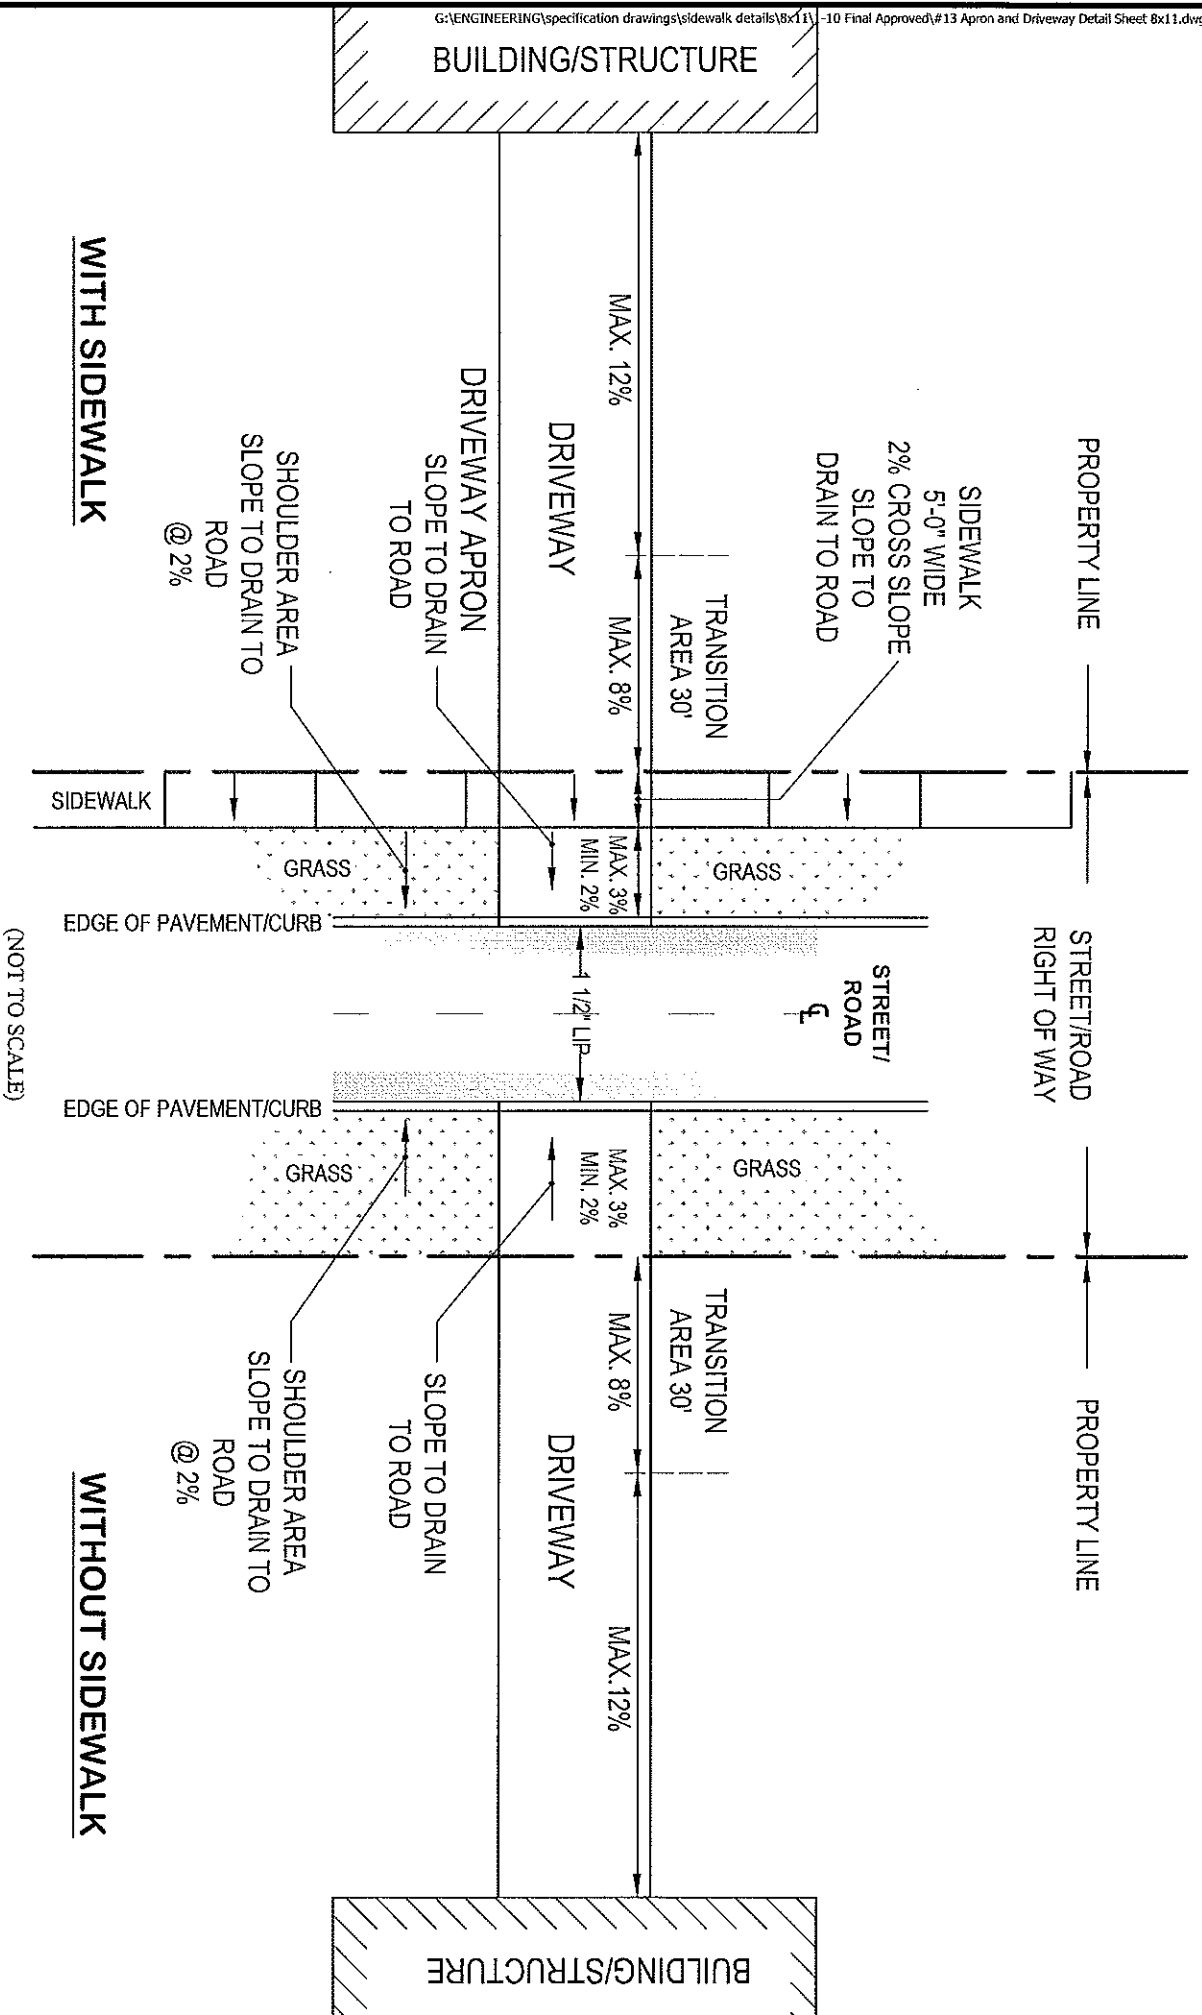 G:\ENGINEERING\specification drawings\sidewalk details\8x11\
-10 Final Approved\#13 Apron and Driveway Detail Sheet 8x11.dwg
BUILDING/STRUCTURE
PROPERTY LINE
SIDEWALK
5'-0" WIDE
2% CROSS SLOPE
SLOPE TO
DRAIN TO ROAD
TRANSITION
AREA 30'
MAX. 12%
MAX. 8%
DRIVEWAY
DRIVEWAY APRON
SLOPE TO DRAIN
TO ROAD
SHOULDER AREA
SLOPE TO DRAIN TO
ROAD
@ 2%
WITH SIDEWALK
SIDEWALK
GRASS
MAX. 3%
MIN. 2%
GRASS
EDGE OF PAVEMENT/CURB
STREET/ROAD
RIGHT OF WAY
STREET/
ROAD
CL
1 1/2" LIP
(NOT TO SCALE)
EDGE OF PAVEMENT/CURB
GRASS
MAX. 3%
MIN. 2%
GRASS
PROPERTY LINE
TRANSITION
AREA 30'
MAX. 8%
MAX.12%
DRIVEWAY
SLOPE TO DRAIN
TO ROAD
SHOULDER AREA
SLOPE TO DRAIN TO
ROAD
@ 2%
WITHOUT SIDEWALK
BUILDING/STRUCTURE